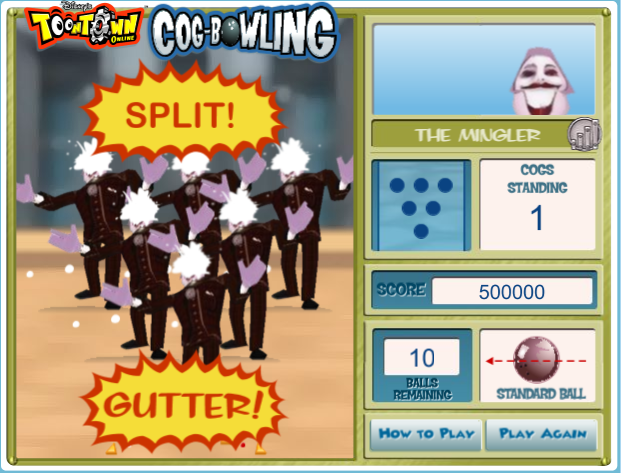 Disney's
TOONTOWN
ONLINE
COG-BOWLING
SPLIT!
THE MINGLER
COGS
STANDING
1
SCORE 500000
10
BALLS
REMAINING
STANDARD BALL
GUTTER!
HOW TO PLAY
PLAY AGAIN